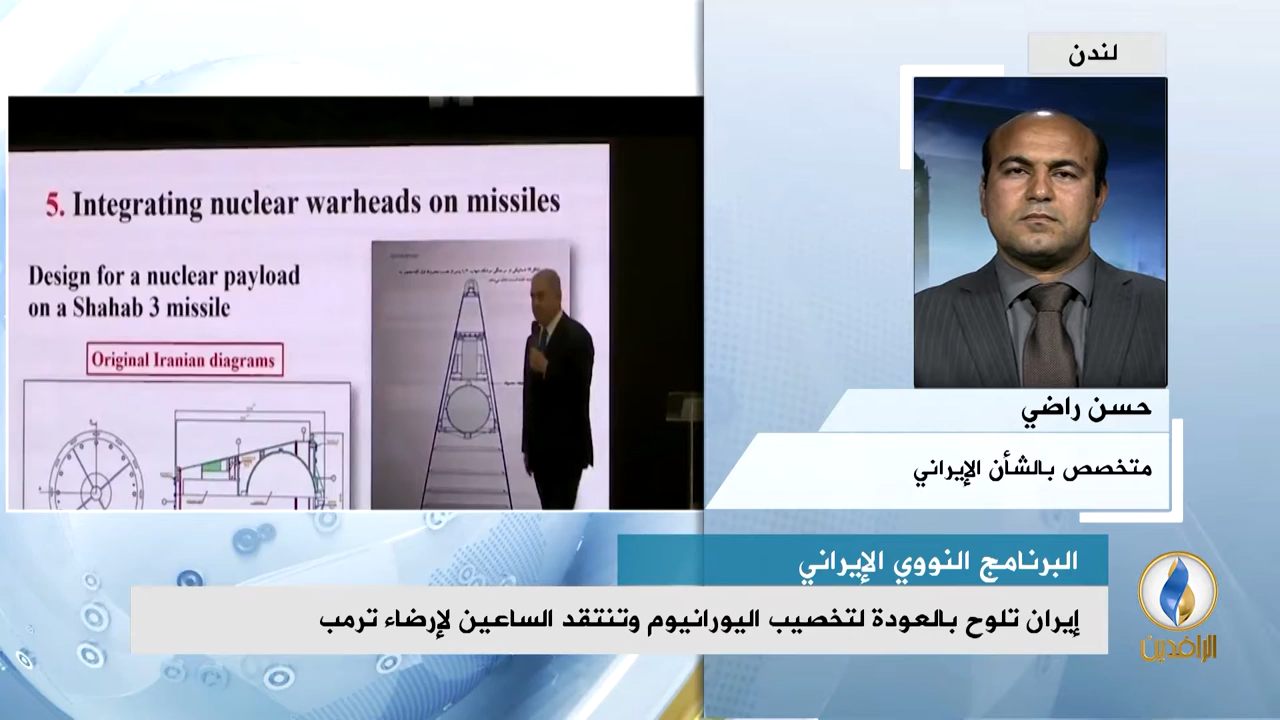 لندن
5. Integrating nuclear warheads on missiles
Design for a nuclear payload
on a Shahab 3 missile
Original Iranian diagrams
حسن راضي
متخصص بالشأن الإيراني
البرنامج النووي الإيراني
إيران تلوح بالعودة لتخصيب اليورانيوم وتنتقد الساعين لإرضاء ترمب
الرافدين